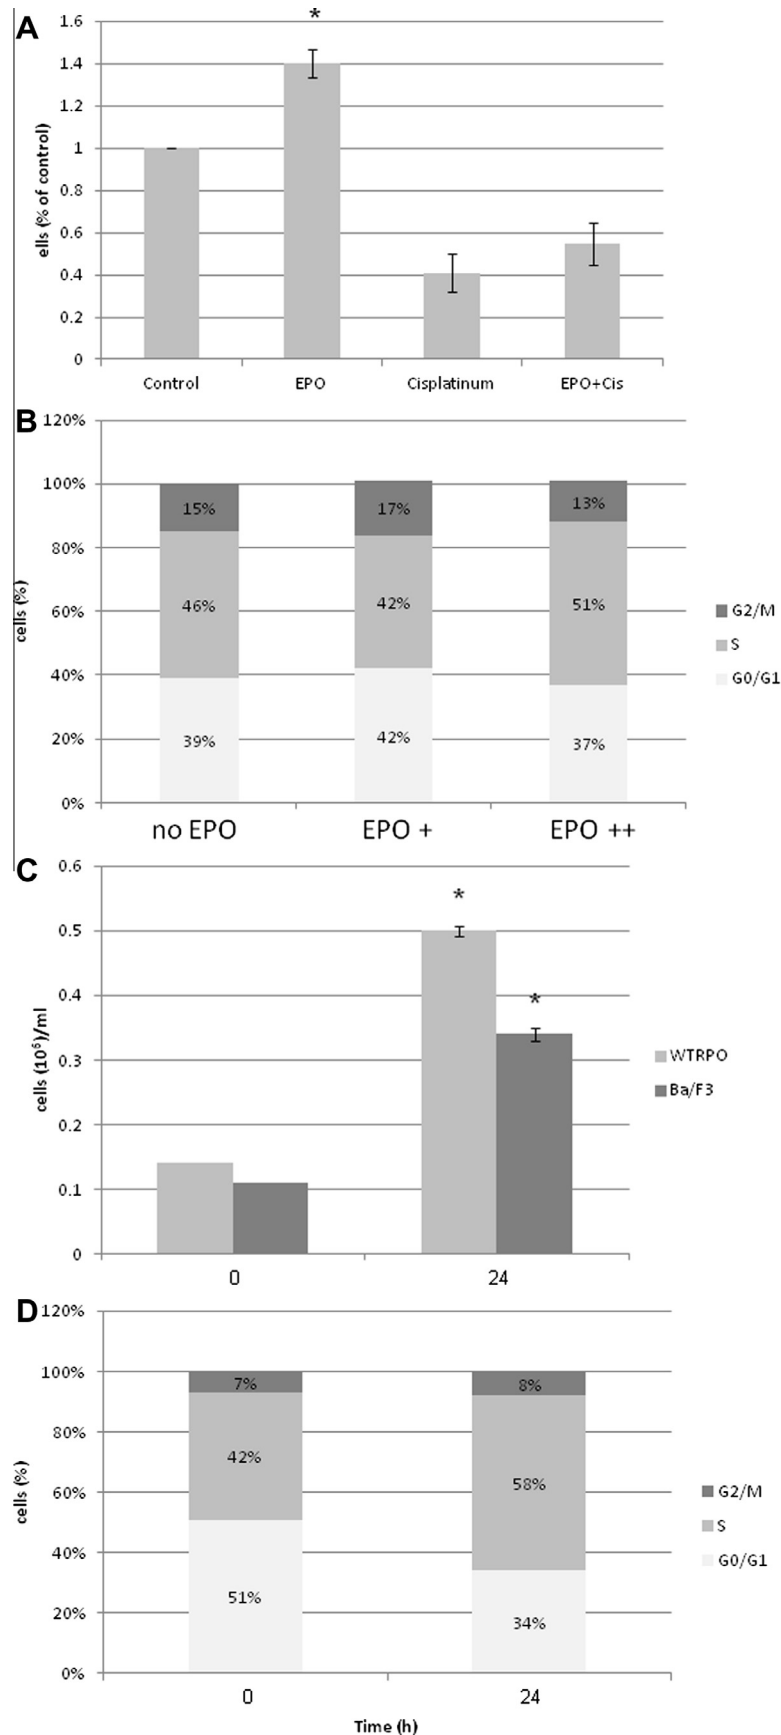 A
*
1.6
1.4
1.2
1
0.8
0.6
0.4
0.2
0
ells (% of control)
Control EPO Cisplatinum EPO+Cis
B
120%
100%
80%
60%
40%
20%
0%
cells (%)
15% 17% 13%
46% 42% 51%
39% 42% 37%
G2/M
S
G0/G1
no EPO EPO + EPO ++
C
0.6
0.5
0.4
0.3
0.2
0.1
0
cells (10⁶)/ml
*
*
WTRPO
Ba/F3
0 24
D
120%
100%
80%
60%
40%
20%
0%
cells (%)
7% 8%
42% 58%
51% 34%
G2/M
S
G0/G1
0 24
Time (h)